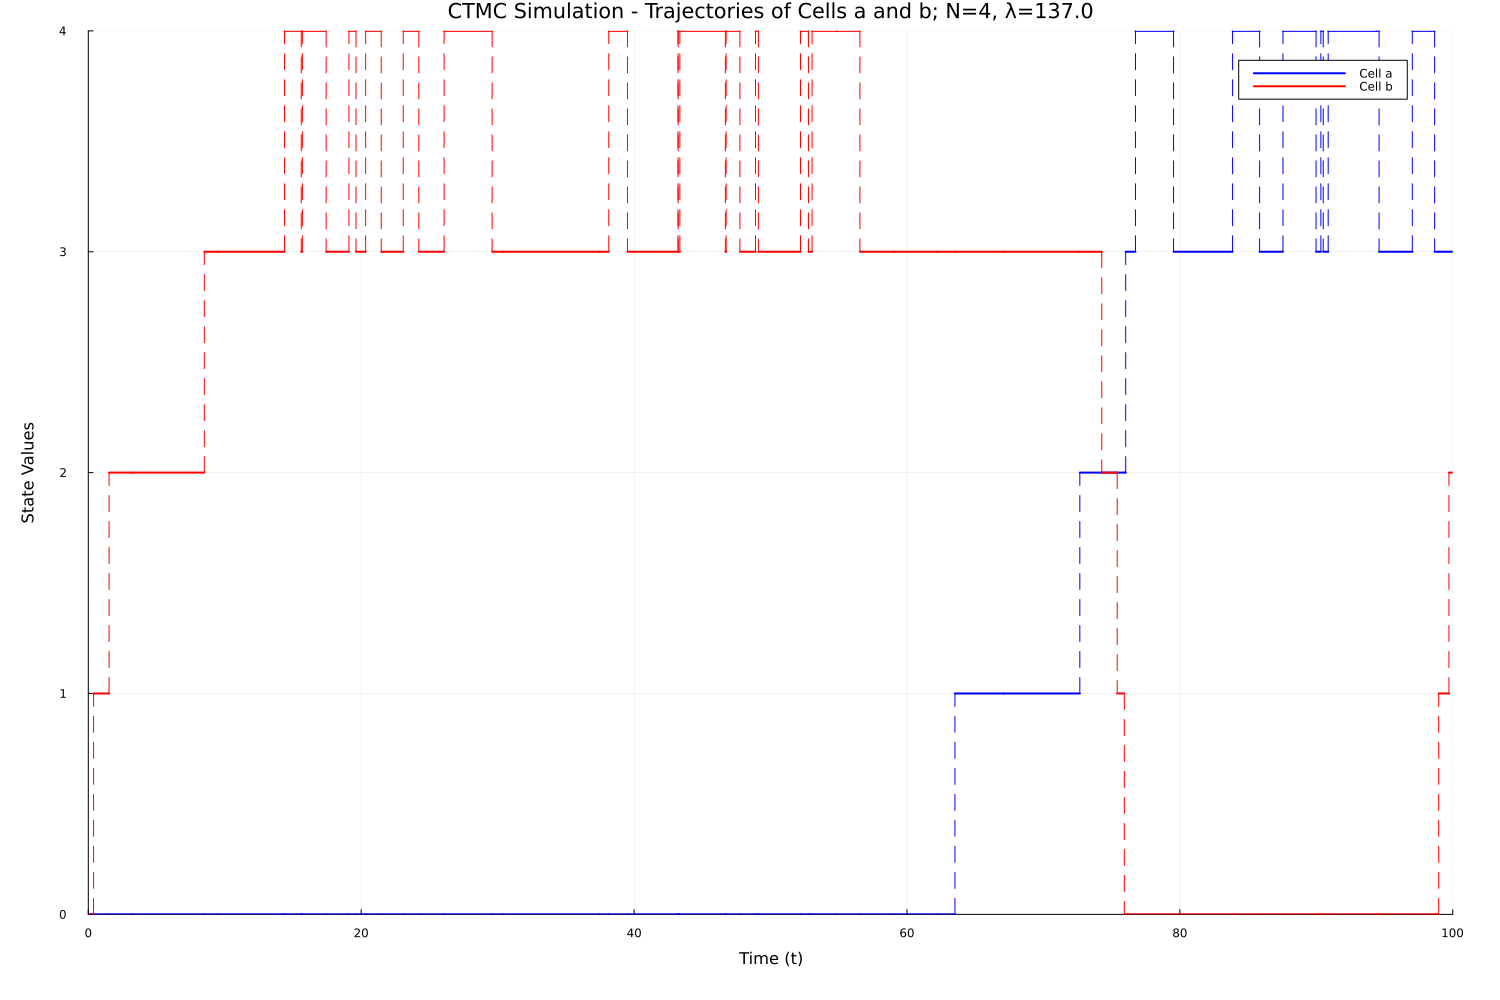 CTMC Simulation - Trajectories of Cells a and b; N=4, λ=137.0
4
Cell a
Cell b
3
State Values
2
1
0
0 20 40 60 80 100
Time (t)